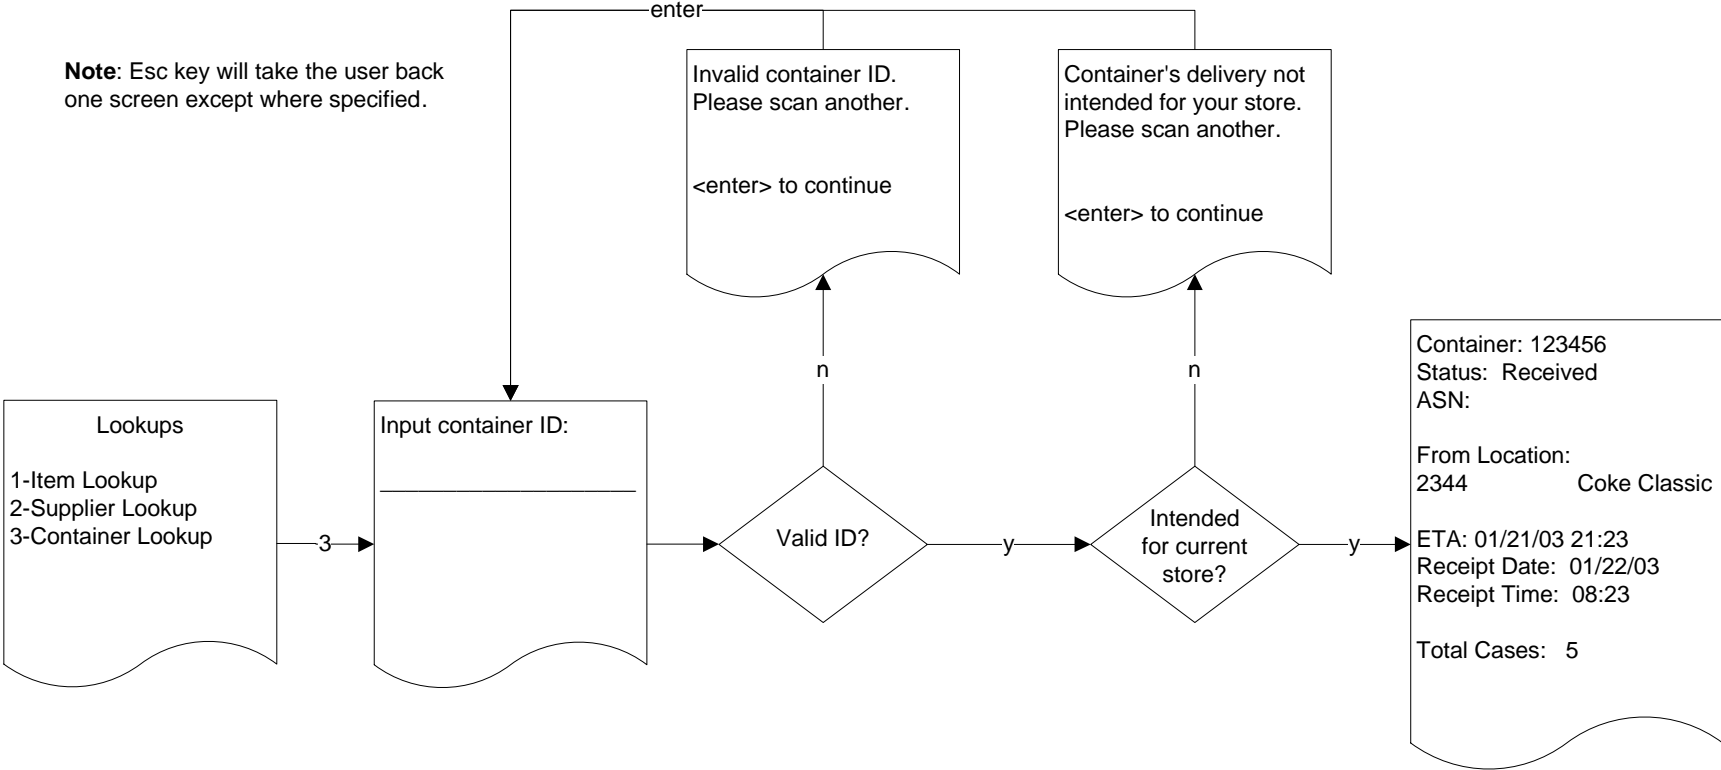 enter
Note: Esc key will take the user back
one screen except where specified.
Invalid container ID.
Please scan another.
<enter> to continue
Container's delivery not
intended for your store.
Please scan another.
<enter> to continue
n
n
Lookups
1-Item Lookup
2-Supplier Lookup
3-Container Lookup
3
Input container ID:
Valid ID?
y
Intended
for current
store?
y
Container: 123456
Status:  Received
ASN:
From Location:
2344 Coke Classic
ETA: 01/21/03 21:23
Receipt Date:  01/22/03
Receipt Time:  08:23
Total Cases:   5